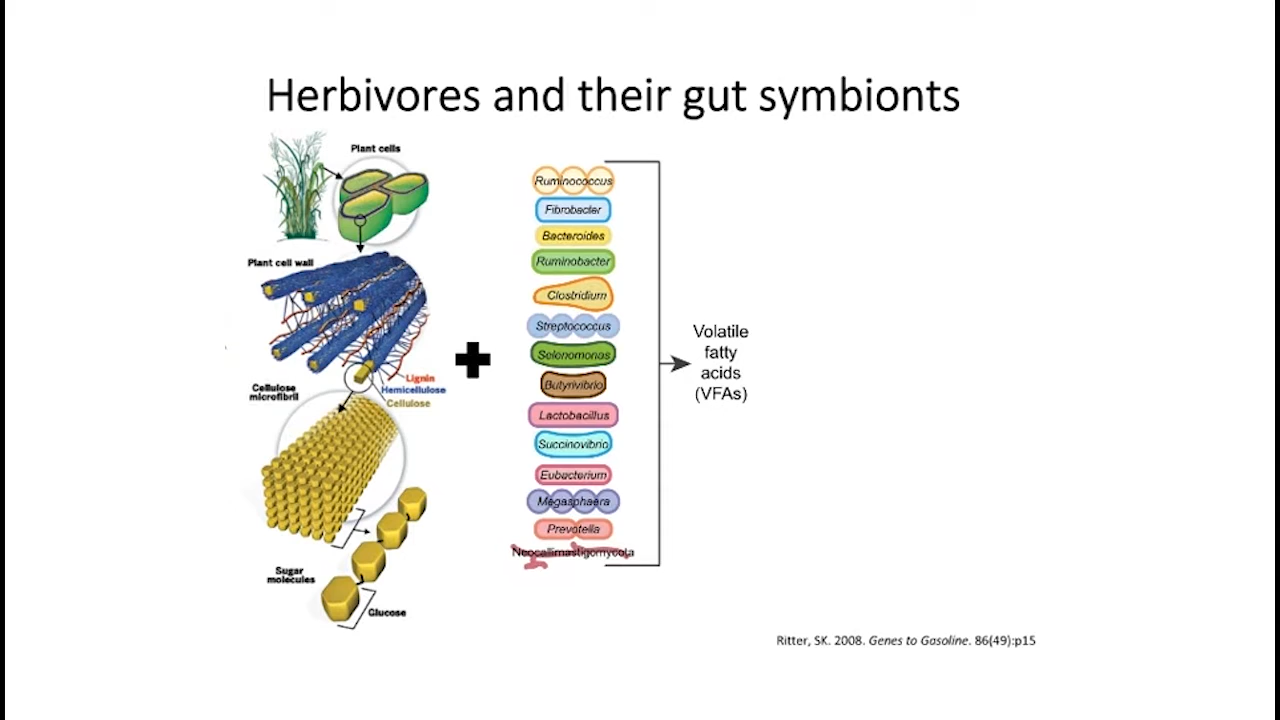 Herbivores and their gut symbionts
Plant cells
Plant cell wall
Lignin
Hemicellulose
Cellulose
Cellulose
microfibril
Sugar
molecules
Glucose
Ruminococcus
Fibrobacter
Bacteroides
Ruminobacter
Clostridium
Streptococcus
Selenomonas
Butyrivibrio
Lactobacillus
Succinovibrio
Eubacterium
Megasphaera
Prevotella
Neocallimastigomycota
Volatile
fatty
acids
(VFAs)
Ritter, SK. 2008. Genes to Gasoline. 86(49):p15